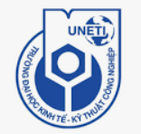 UNETI
TRƯỜNG ĐẠI HỌC KINH TẾ - KỸ THUẬT CÔNG NGHIỆP